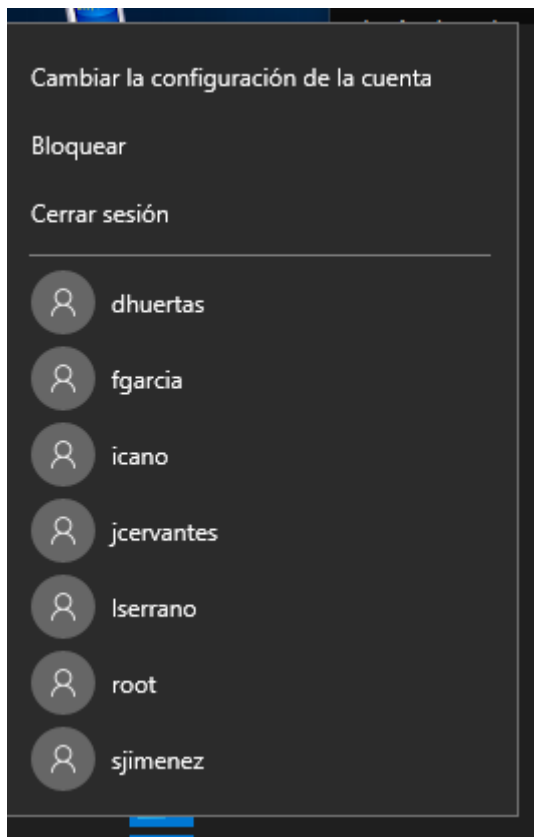 Cambiar la configuración de la cuenta
Bloquear
Cerrar sesión
dhuertas
fgarcia
icano
jcervantes
lserrano
root
sjimenez